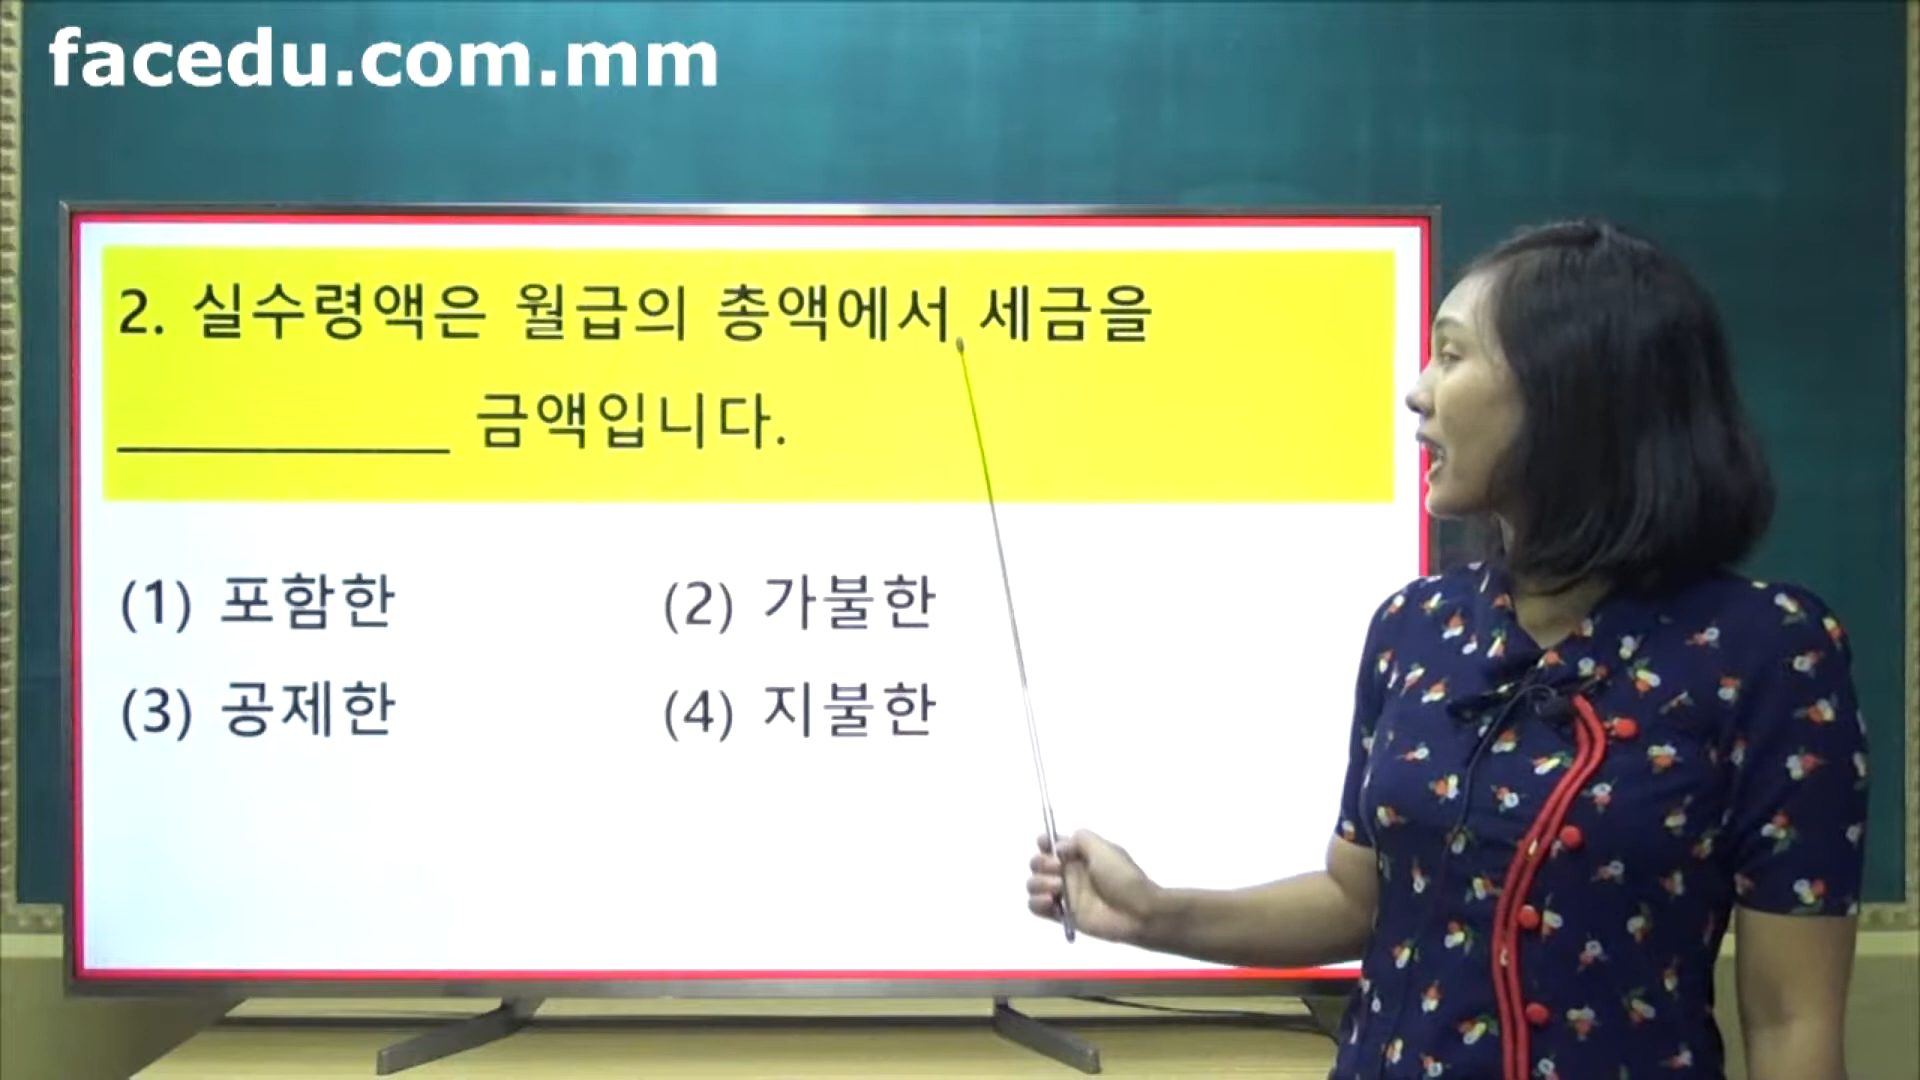 facedu.com.mm
2. 실수령액은 월급의 총액에서 세금을
___________ 금액입니다.
(1) 포함한 (2) 가불한
(3) 공제한 (4) 지불한